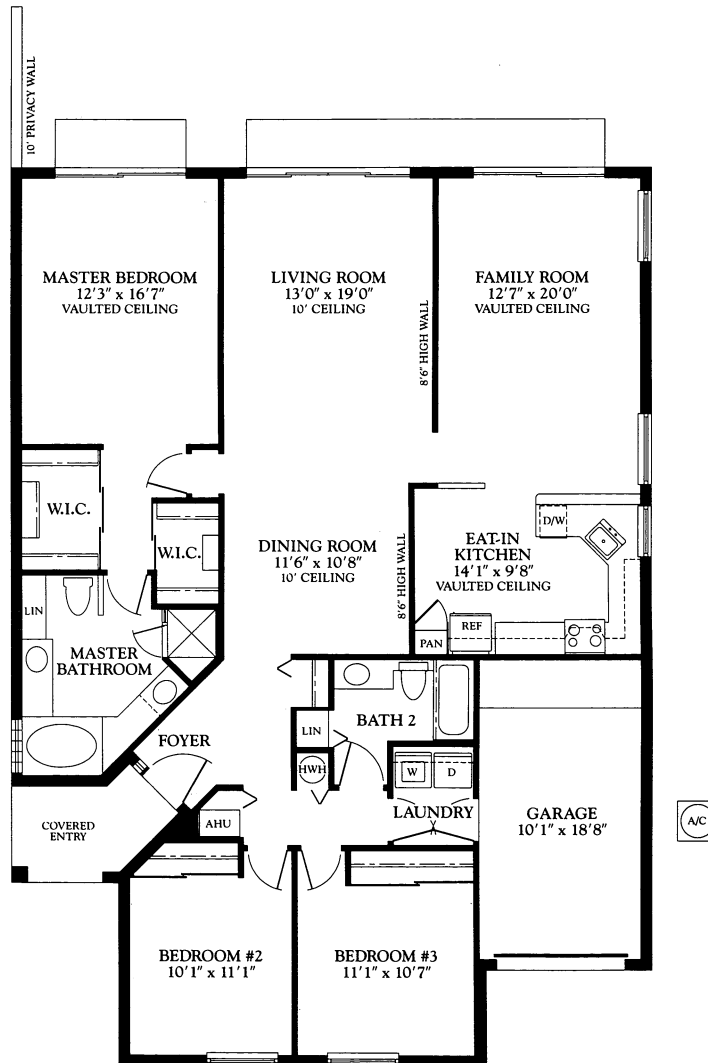 10' PRIVACY WALL
MASTER BEDROOM
12'3" x 16'7"
VAULTED CEILING
LIVING ROOM
13'0" x 19'0"
10' CEILING
FAMILY ROOM
12'7" x 20'0"
VAULTED CEILING
8'6" HIGH WALL
W.I.C.
W.I.C.
DINING ROOM
11'6" x 10'8"
10' CEILING
8'6" HIGH WALL
D/W
EAT-IN
KITCHEN
14'1" x 9'8"
VAULTED CEILING
REF
PAN
LIN
MASTER
BATHROOM
FOYER
LIN
BATH 2
HWH
W
D
LAUNDRY
AHU
COVERED
ENTRY
GARAGE
10'1" x 18'8"
A/C
BEDROOM #2
10'1" x 11'1"
BEDROOM #3
11'1" x 10'7"